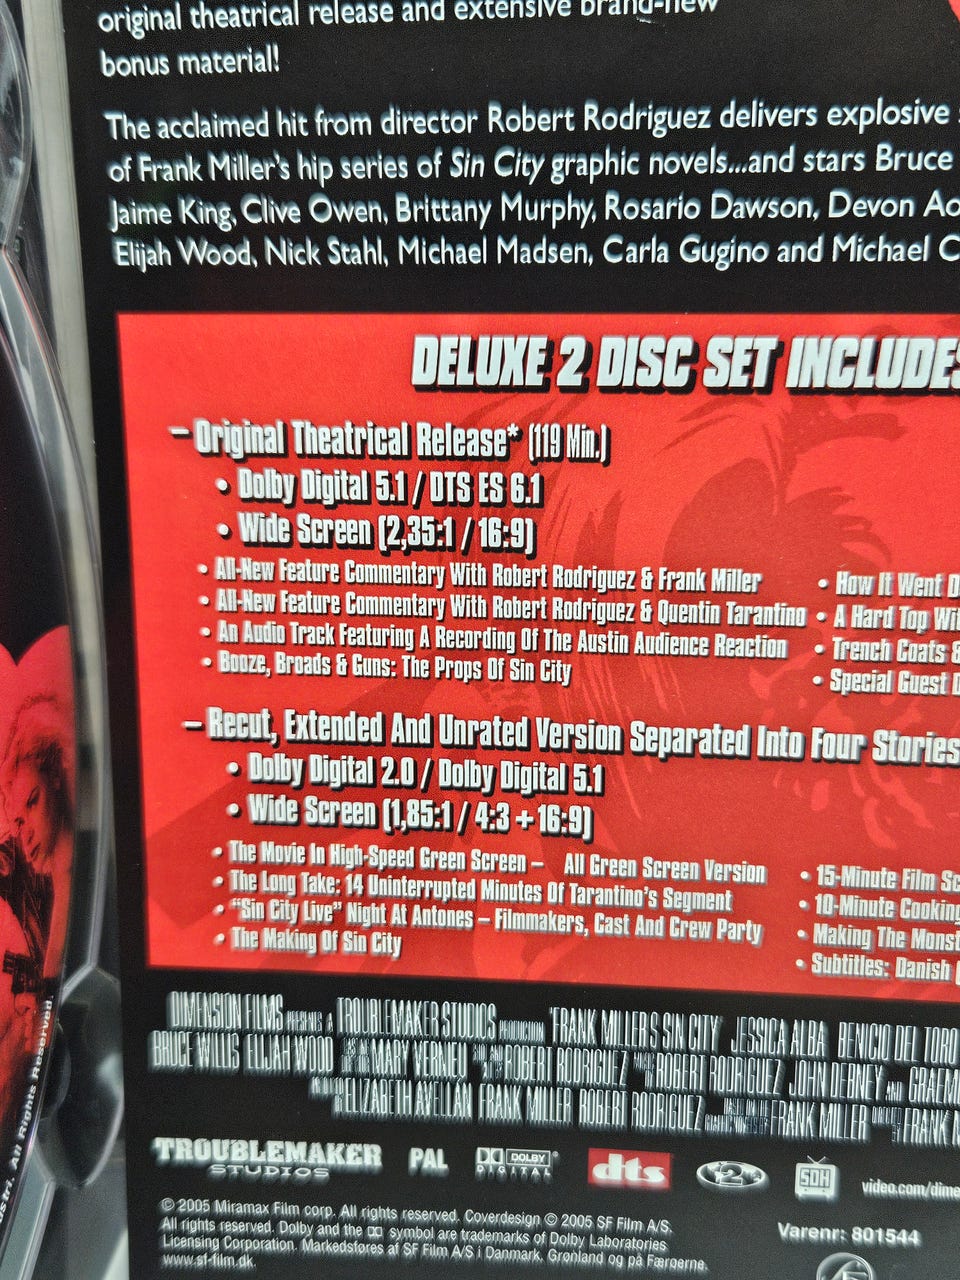 original theatrical release and extensive brand-new
bonus material!
The acclaimed hit from director Robert Rodriguez delivers explosive
of Frank Miller's hip series of Sin City graphic novels...and stars Bruce
Jaime King, Clive Owen, Brittany Murphy, Rosario Dawson, Devon Ao
Elijah Wood, Nick Stahl, Michael Madsen, Carla Gugino and Michael C
DELUXE 2 DISC SET INCLUDES
– Original Theatrical Release* (119 Min.)
• Dolby Digital 5.1 / DTS ES 6.1
• Wide Screen (2,35:1 / 16:9)
• All-New Feature Commentary With Robert Rodriguez & Frank Miller
• All-New Feature Commentary With Robert Rodriguez & Quentin Tarantino
• An Audio Track Featuring A Recording Of The Austin Audience Reaction
• Booze, Broads & Guns: The Props Of Sin City
• How It Went D
• A Hard Top Wit
• Trench Coats &
• Special Guest D
– Recut, Extended And Unrated Version Separated Into Four Stories
• Dolby Digital 2.0 / Dolby Digital 5.1
• Wide Screen (1,85:1 / 4:3 + 16:9)
• The Movie In High-Speed Green Screen – All Green Screen Version
• The Long Take: 14 Uninterrupted Minutes Of Tarantino's Segment
• "Sin City Live" Night At Antones – Filmmakers, Cast And Crew Party
• The Making Of Sin City
• 15-Minute Film Sc
• 10-Minute Cooking
• Making The Monst
• Subtitles: Danish (
DIMENSION FILMS PRESENTS A TROUBLEMAKER STUDIOS PRODUCTION "FRANK MILLER'S SIN CITY" JESSICA ALBA BENICIO DEL TORO
BRUCE WILLIS ELIJAH WOOD MARY VERNIEU ROBERT RODRIGUEZ ROBERT RODRIGUEZ JOHN DEBNEY AND GRAEM
ELIZABETH AVELLAN FRANK MILLER ROBERT RODRIGUEZ FRANK MILLER FRANK
TROUBLEMAKER
STUDIOS
PAL
DOLBY
DIGITAL
dts
2
SDH
video.com/dime
© 2005 Miramax Film corp. All rights reserved. Coverdesign © 2005 SF Film A/S.
All rights reserved. Dolby and the symbol are trademarks of Dolby Laboratories
Licensing Corporation. Markedsføres af SF Film A/S i Danmark, Grønland og på Færøerne.
www.sf-film.dk.
Varenr: 801544
tri. All Rights Reserved.